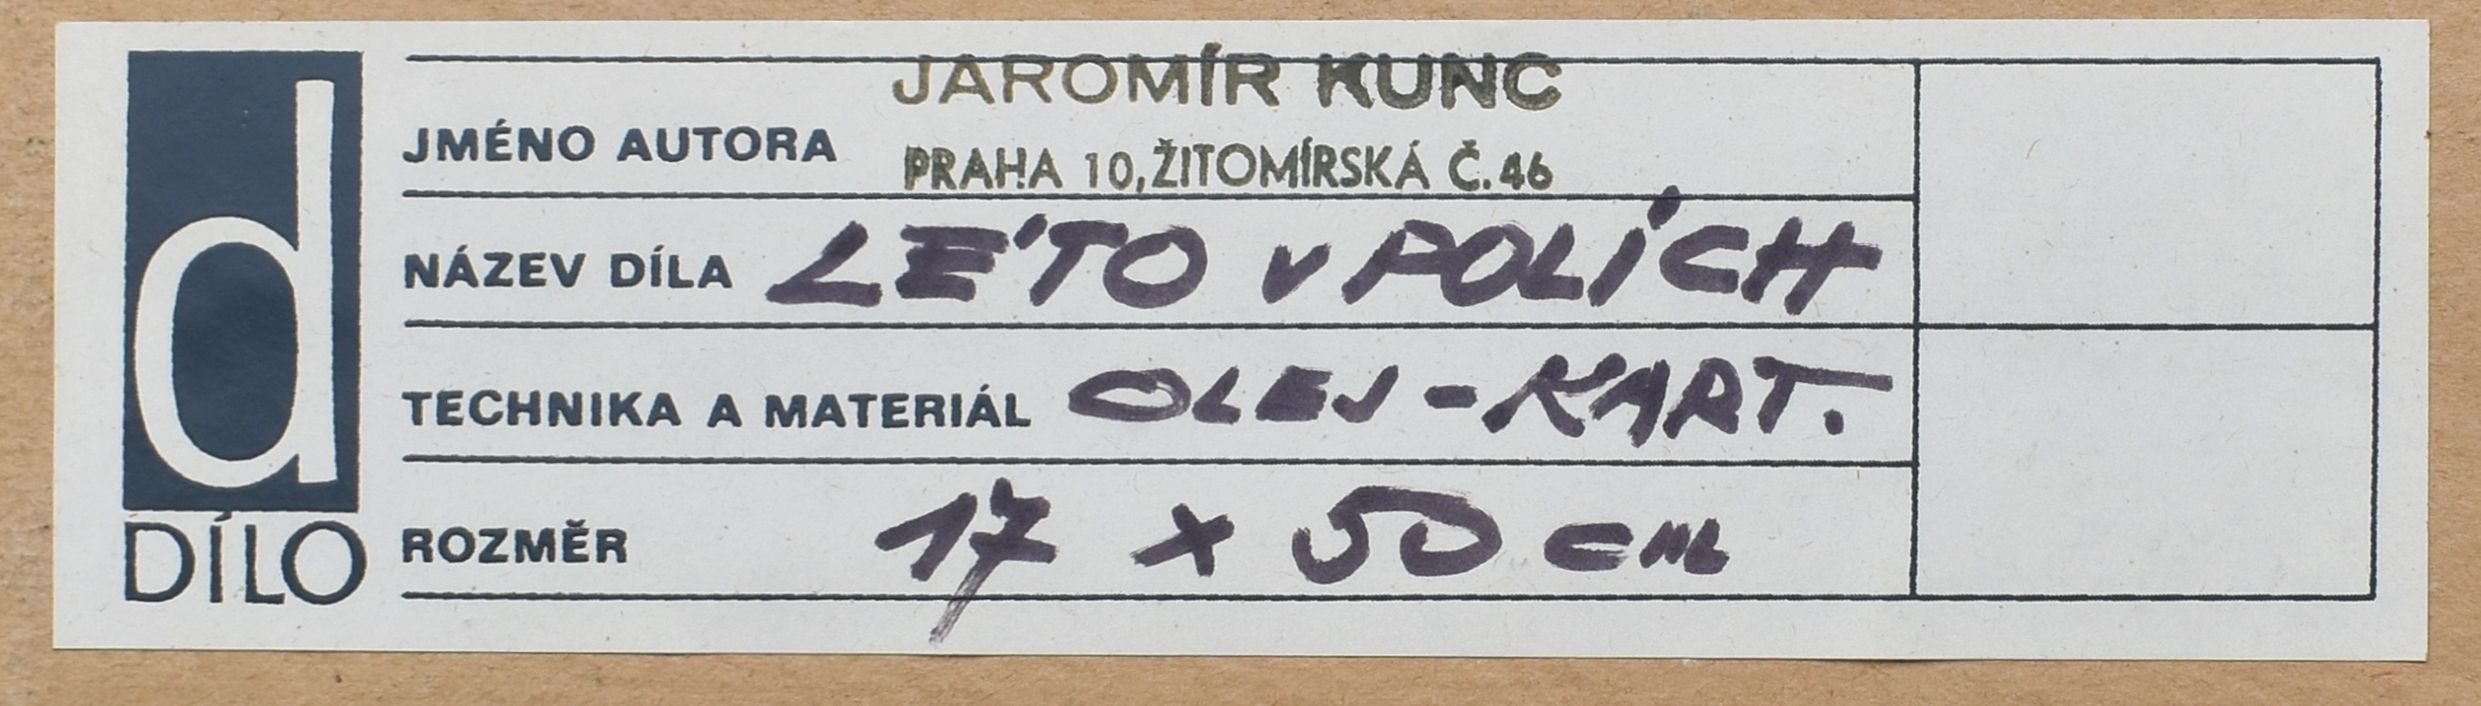 d
DÍLO
JAROMÍR KUNC
JMÉNO AUTORA
PRAHA 10, ŽITOMÍRSKÁ Č. 46
NÁZEV DÍLA LÉTO V POLÍCH
TECHNIKA A MATERIÁL OLEJ - KART.
ROZMĚR 17 x 50 cm